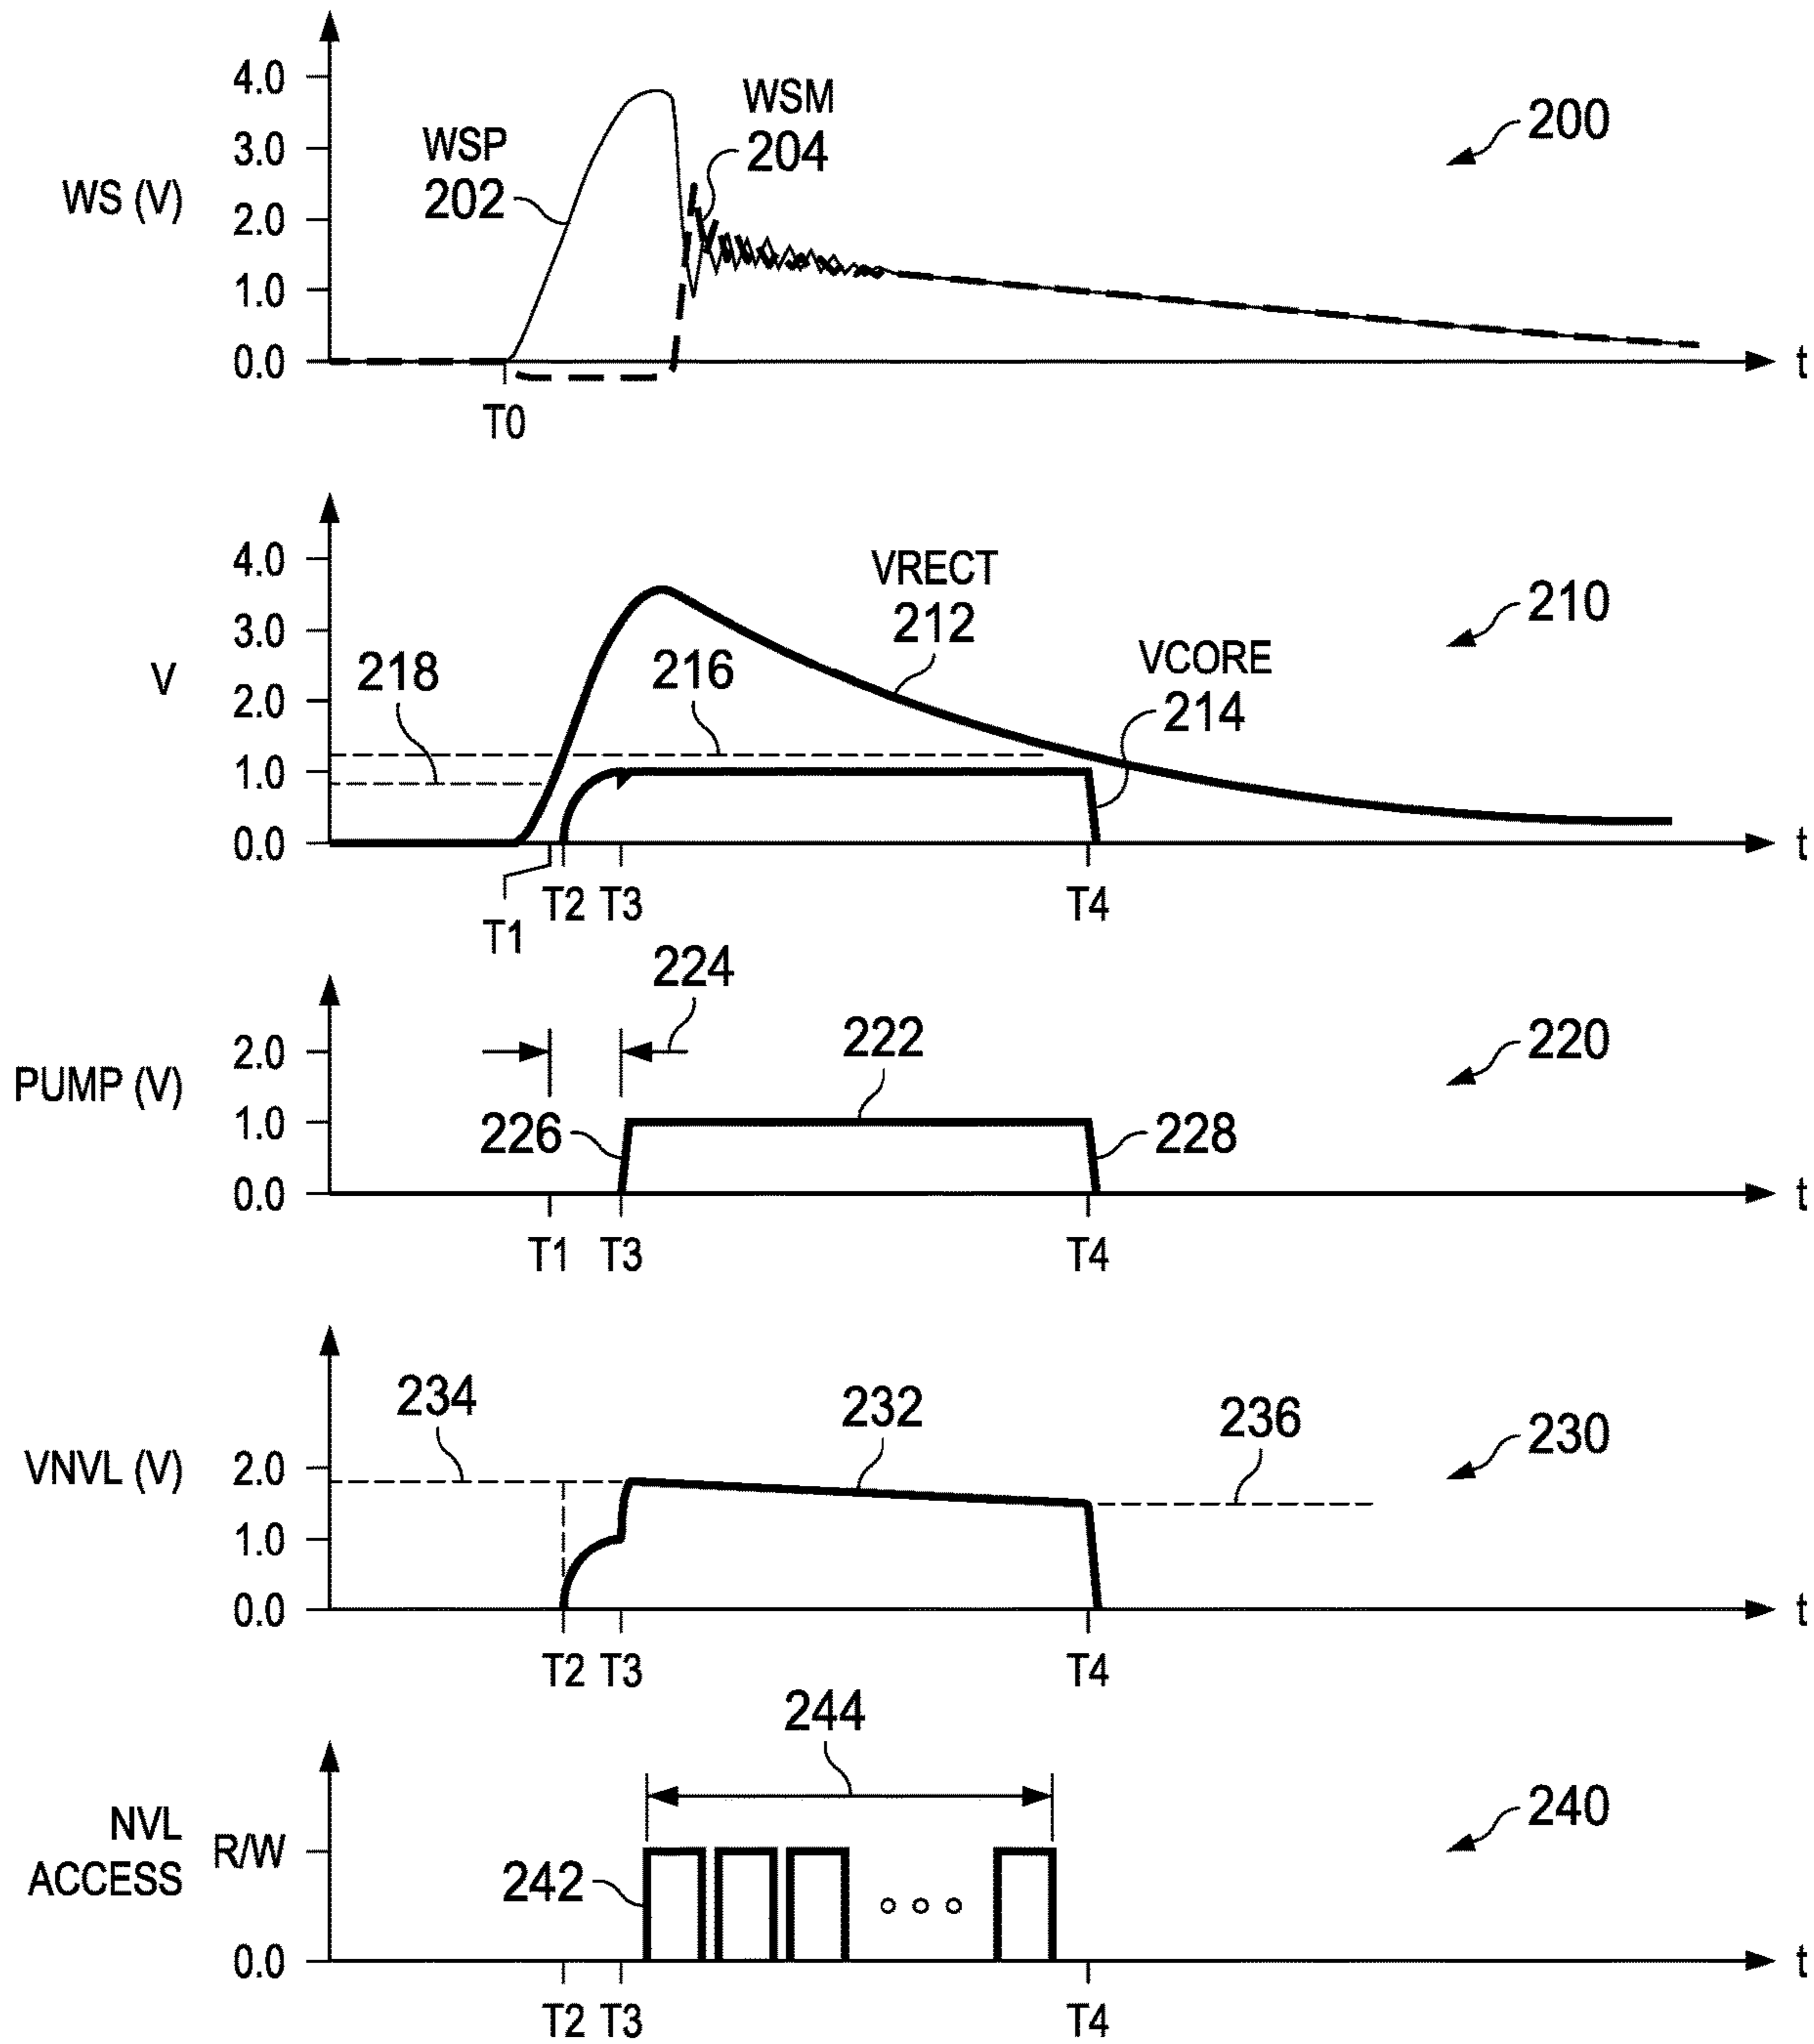 4.0
3.0
2.0
1.0
0.0
WS (V)
WSP
202
WSM
204
200
T0
t
4.0
3.0
2.0
1.0
0.0
V
218
216
VRECT
212
VCORE
214
210
T1
T2
T3
T4
t
2.0
1.0
0.0
PUMP (V)
224
222
226
228
220
T1
T3
T4
t
2.0
1.0
0.0
VNVL (V)
234
232
236
230
T2
T3
T4
t
NVL
ACCESS
R/W
0.0
244
242
240
T2
T3
T4
t